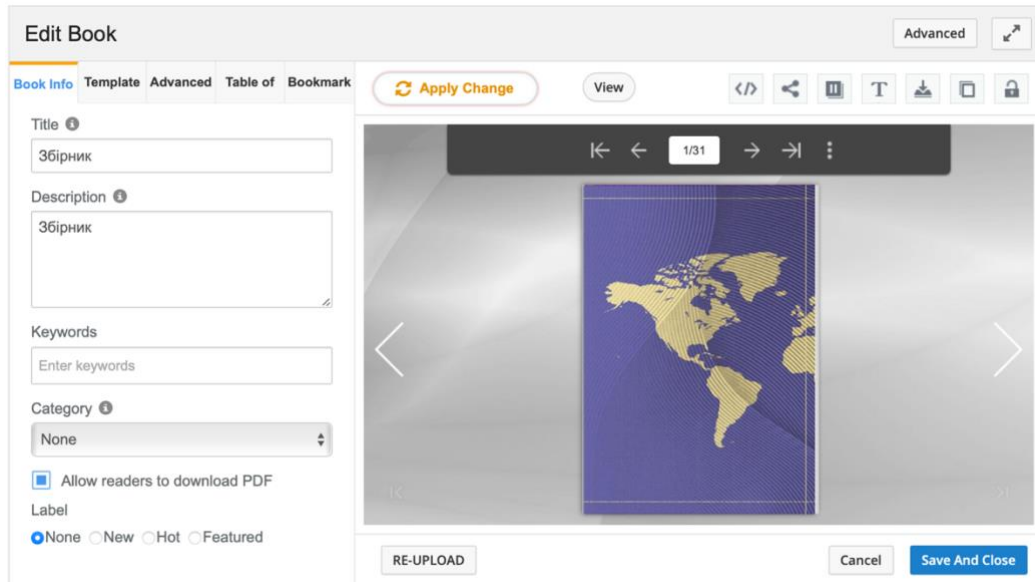 Edit Book
Advanced
Book Info Template Advanced Table of Bookmark
Apply Change
View
Title
Збірник
Description
Збірник
Keywords
Enter keywords
Category
None
Allow readers to download PDF
Label
None New Hot Featured
1/31
RE-UPLOAD
Cancel
Save And Close